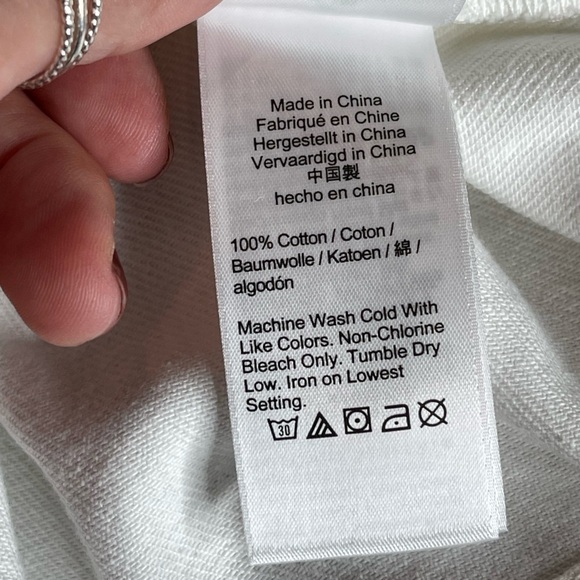 Made in China
Fabriqué en Chine
Hergestellt in China
Vervaardigd in China
中国製
hecho en china
100% Cotton / Coton /
Baumwolle / Katoen / 綿 /
algodón
Machine Wash Cold With
Like Colors. Non-Chlorine
Bleach Only. Tumble Dry
Low. Iron on Lowest
Setting.
30